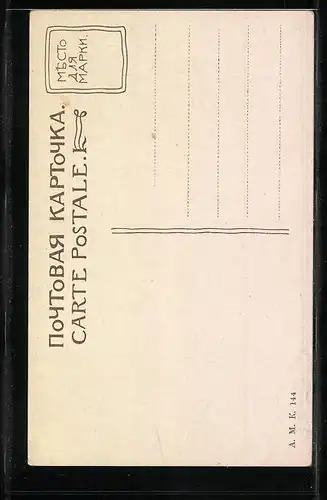 МѢСТО
ДЛЯ
МАРКИ.
ПОЧТОВАЯ КАРТОЧКА.
CARTE POSTALE.
А. М. К. 144